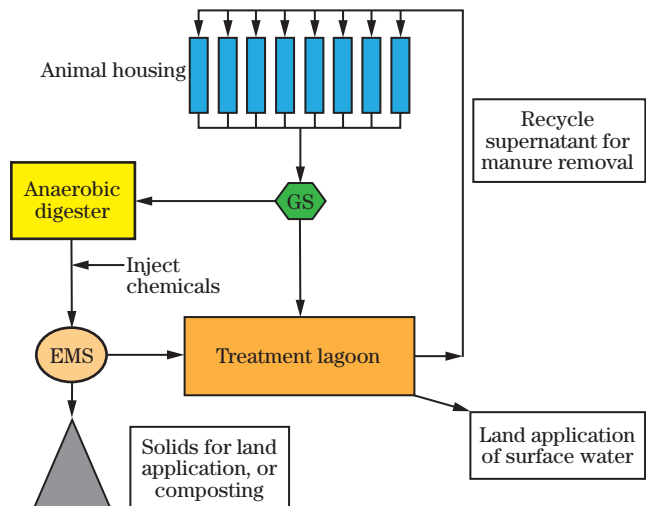 Animal housing
Recycle
supernatant for
manure removal
Anaerobic
digester
GS
Inject
chemicals
EMS
Treatment lagoon
Solids for land
application, or
composting
Land application
of surface water